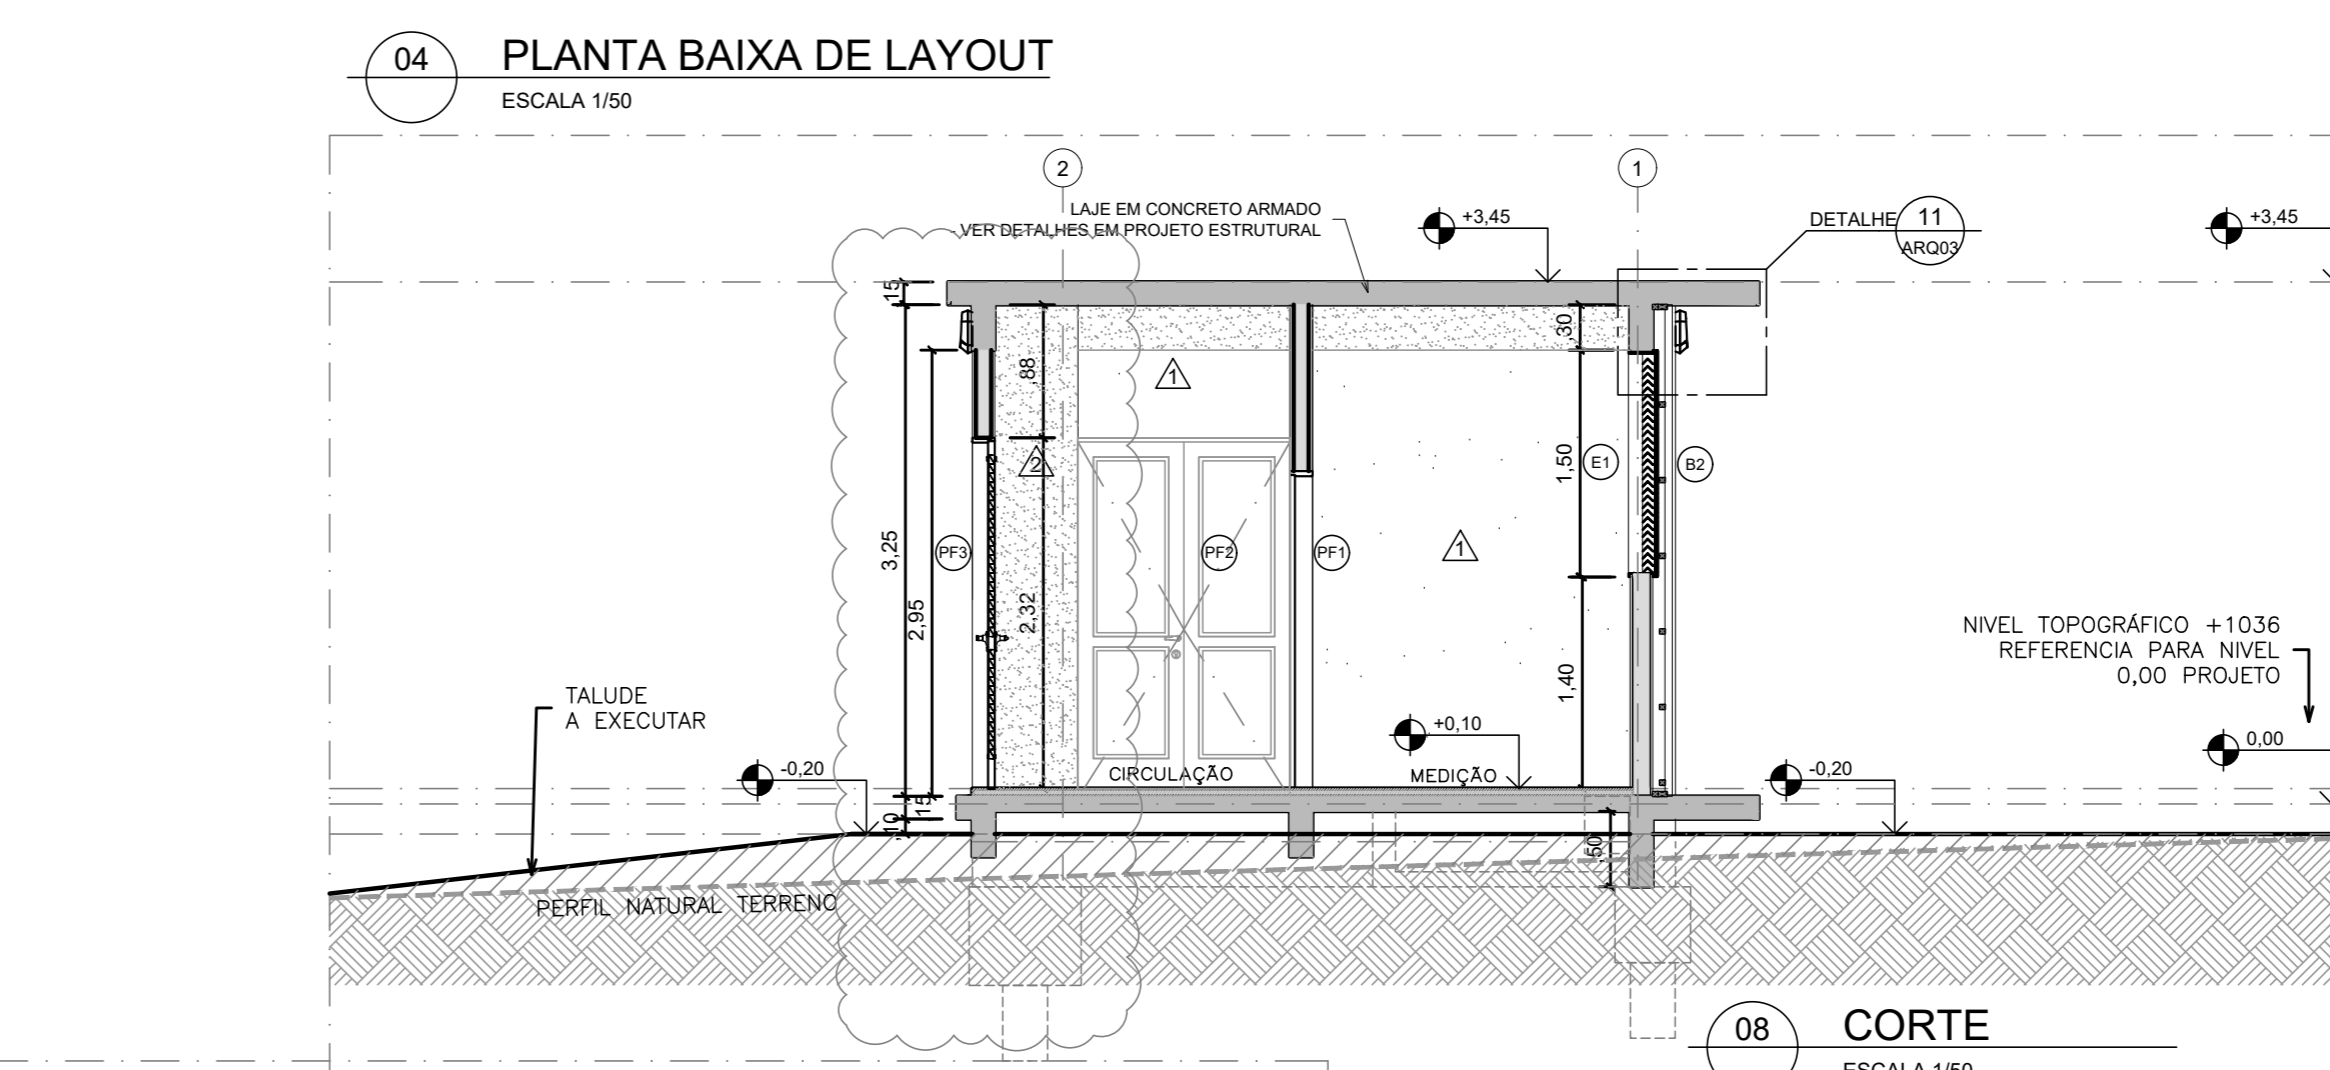 04
PLANTA BAIXA DE LAYOUT
ESCALA 1/50
2
1
LAJE EM CONCRETO ARMADO
- VER DETALHES EM PROJETO ESTRUTURAL
+3,45
DETALHE
11
ARQ03
+3,45
15
,88
,30
1
2
1,50
E1
B2
3,25
PF3
PF2
PF1
1
2,95
2,32
1,40
NIVEL TOPOGRÁFICO +1036
REFERENCIA PARA NIVEL
0,00 PROJETO
TALUDE
A EXECUTAR
+0,10
0,00
-0,20
CIRCULAÇÃO
MEDIÇÃO
-0,20
15
,10
,50
PERFIL NATURAL TERRENO
08
CORTE
ESCALA 1/50